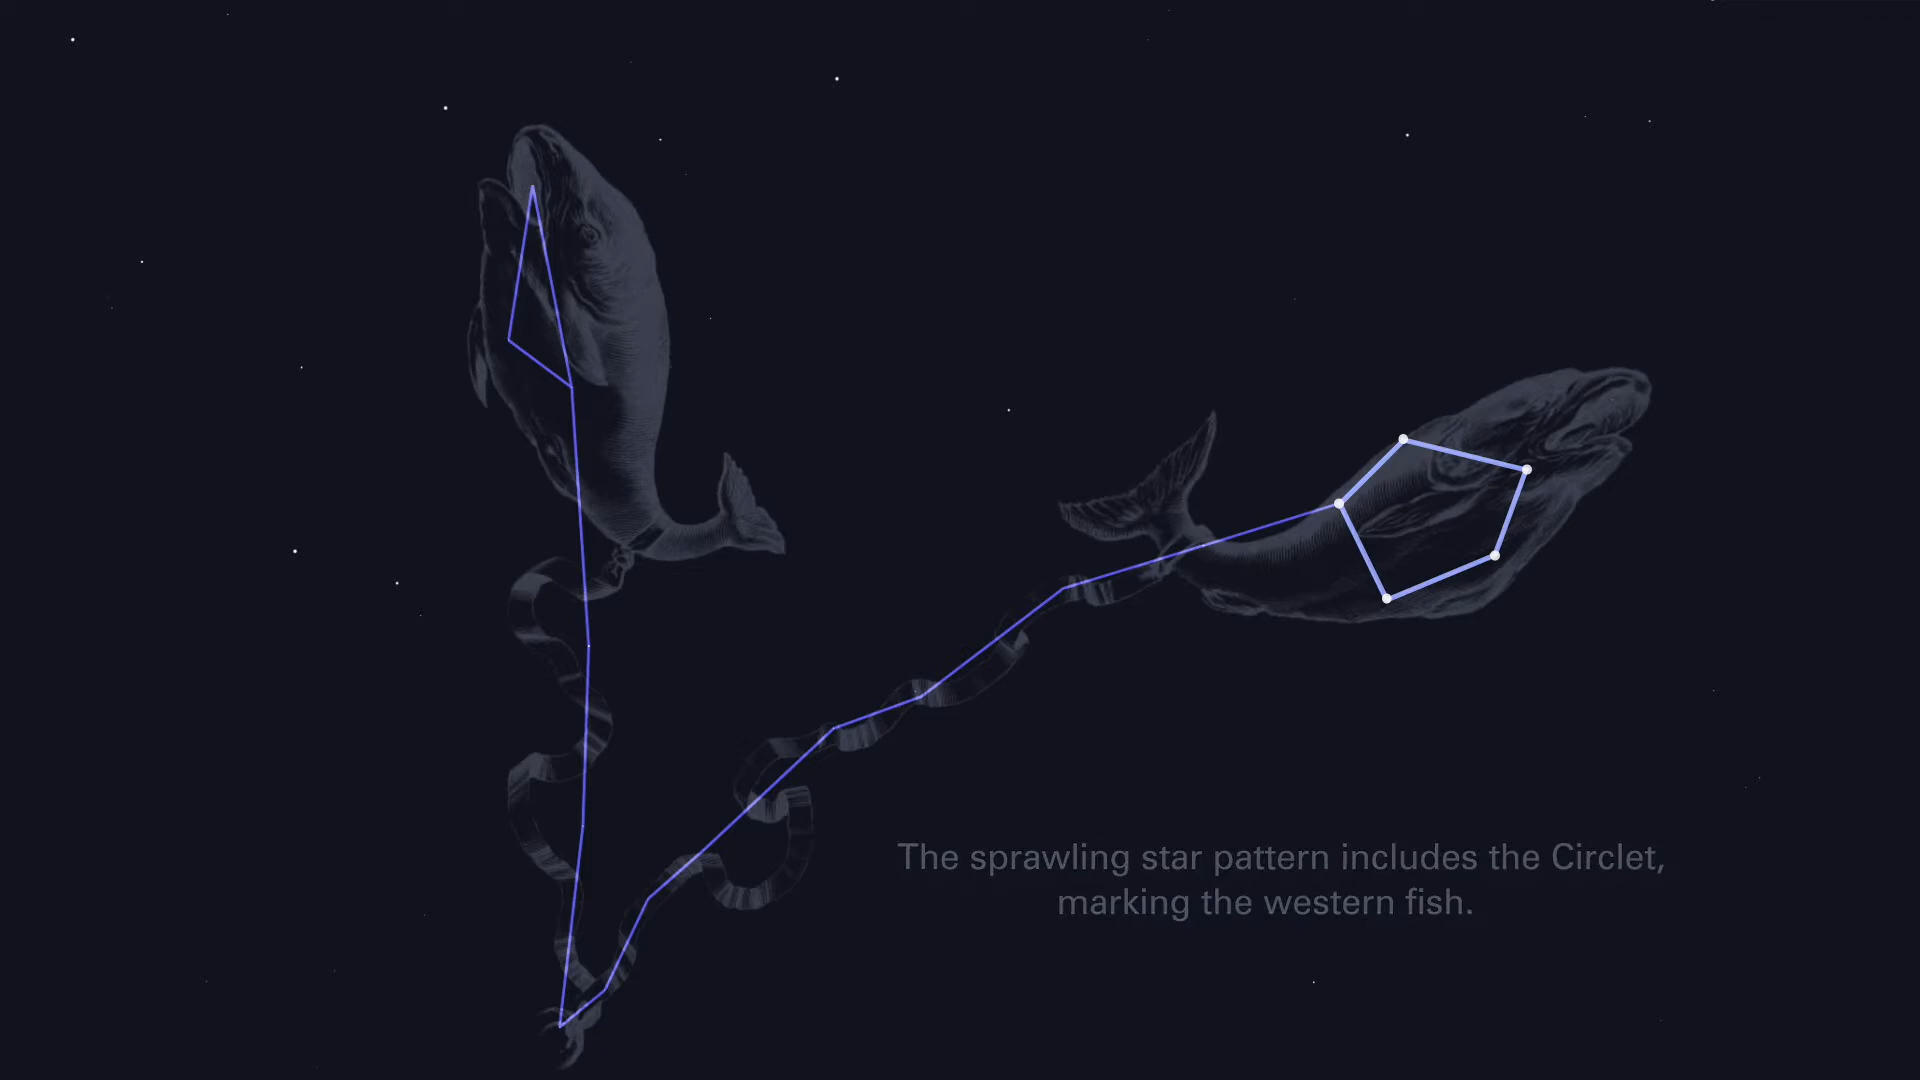 The sprawling star pattern includes the Circlet,
marking the western fish.